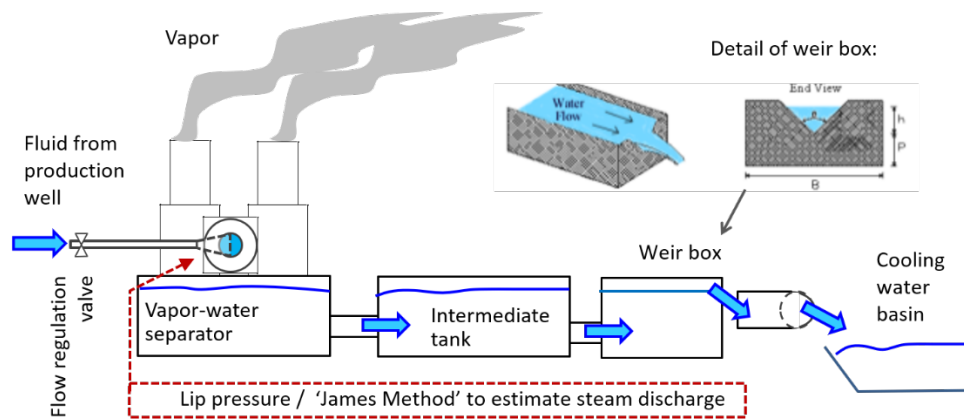 Vapor
Detail of weir box:
End View
Water
Flow
θ
h
P
B
Fluid from
production
well
Weir box
Cooling
water
basin
Flow regulation
valve
Vapor-water
separator
Intermediate
tank
Lip pressure / ‘James Method’ to estimate steam discharge